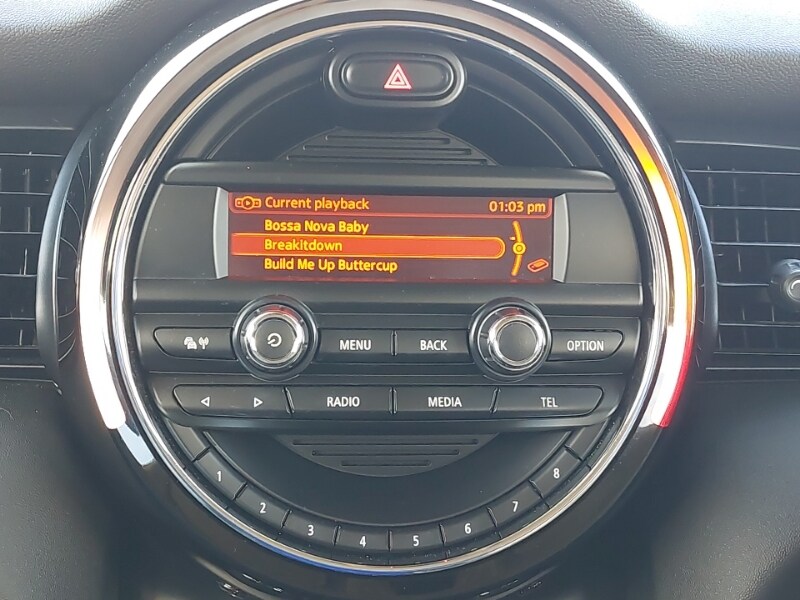 Current playback 01:03 pm
Bossa Nova Baby
Breakitdown
Build Me Up Buttercup
MENU BACK OPTION
RADIO MEDIA TEL
1 2 3 4 5 6 7 8